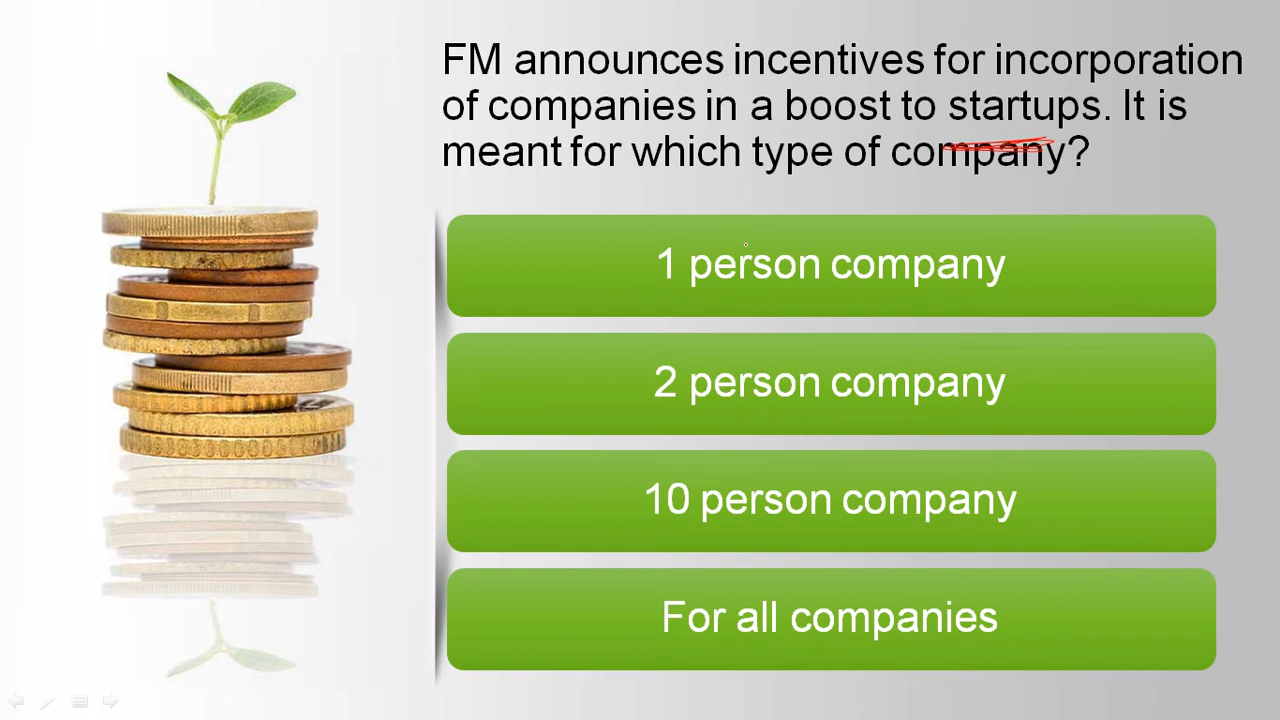 FM announces incentives for incorporation
of companies in a boost to startups. It is
meant for which type of company?
1 person company
2 person company
10 person company
For all companies